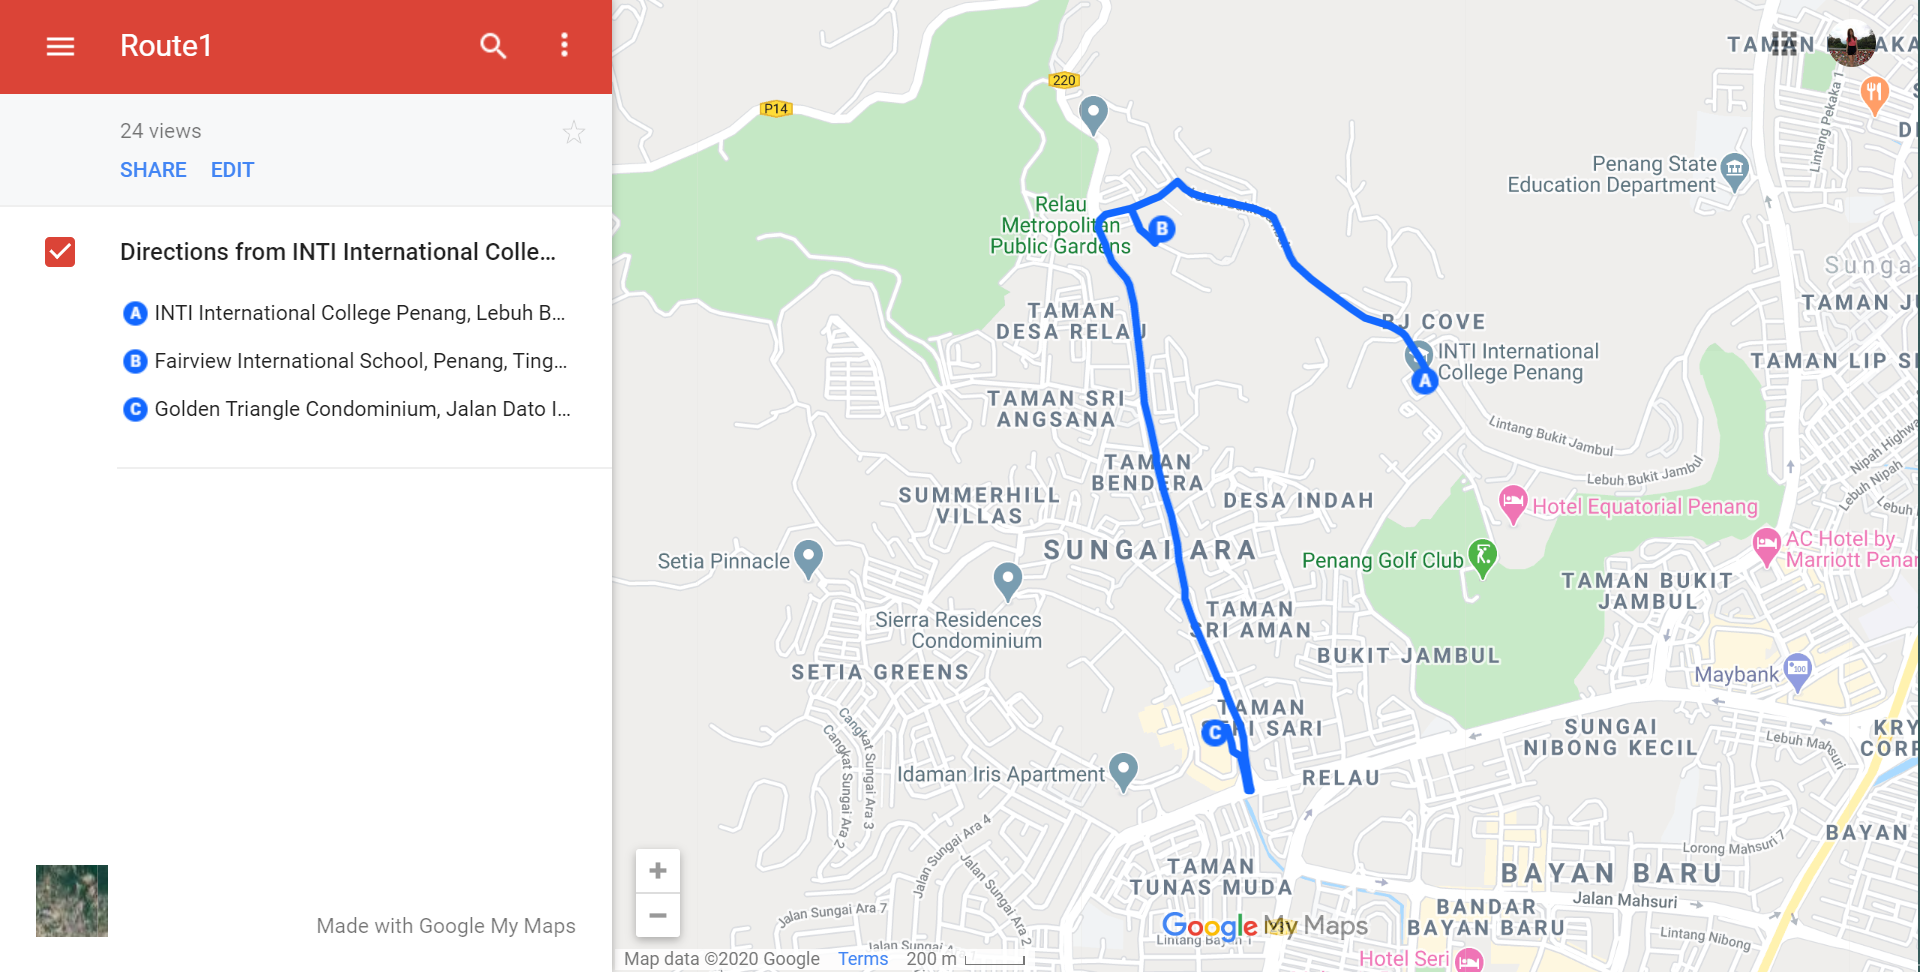 Route1
24 views
SHARE EDIT
Directions from INTI International Colle...
A INTI International College Penang, Lebuh B...
B Fairview International School, Penang, Ting...
C Golden Triangle Condominium, Jalan Dato I...
Made with Google My Maps
220
P14
Relau
Metropolitan
Public Gardens
B
Penang State
Education Department
Lintang Pekaka 1
TAMAN DESA RELAU
BJ COVE
INTI International
College Penang
A
TAMAN SRI
ANGSANA
TAMAN
BENDERA
DESA INDAH
SUMMERHILL
VILLAS
SUNGAI ARA
Lintang Bukit Jambul
Lebuh Bukit Jambul
Nipah Highw
Lebuh Nipah
Lebuh
TAMAN LIP S
TAMAN JU
Sunga
Hotel Equatorial Penang
AC Hotel by
Marriott Penan
Penang Golf Club
Setia Pinnacle
Sierra Residences
Condominium
TAMAN BUKIT
JAMBUL
TAMAN
SRI AMAN
BUKIT JAMBUL
SETIA GREENS
Maybank
100
TAMAN
SERI SARI
C
SUNGAI
NIBONG KECIL
KRY
CORP
Lebuh Mahsuri
Cangkat Sungai Ara 2
Cangkat Sungai Ara 3
Idaman Iris Apartment
RELAU
Jalan Sungai Ara 4
Jalan Sungai Ara 2
Jalan Sungai Ara 7
Jalan Sungai 4
TAMAN
TUNAS MUDA
BAYAN
Lorong Mahsuri 7
BAYAN BARU
Jalan Mahsuri
BANDAR
BAYAN BARU
Lintang Nibong
Google My Maps
Hotel Seri
Map data ©2020 Google Terms 200 m